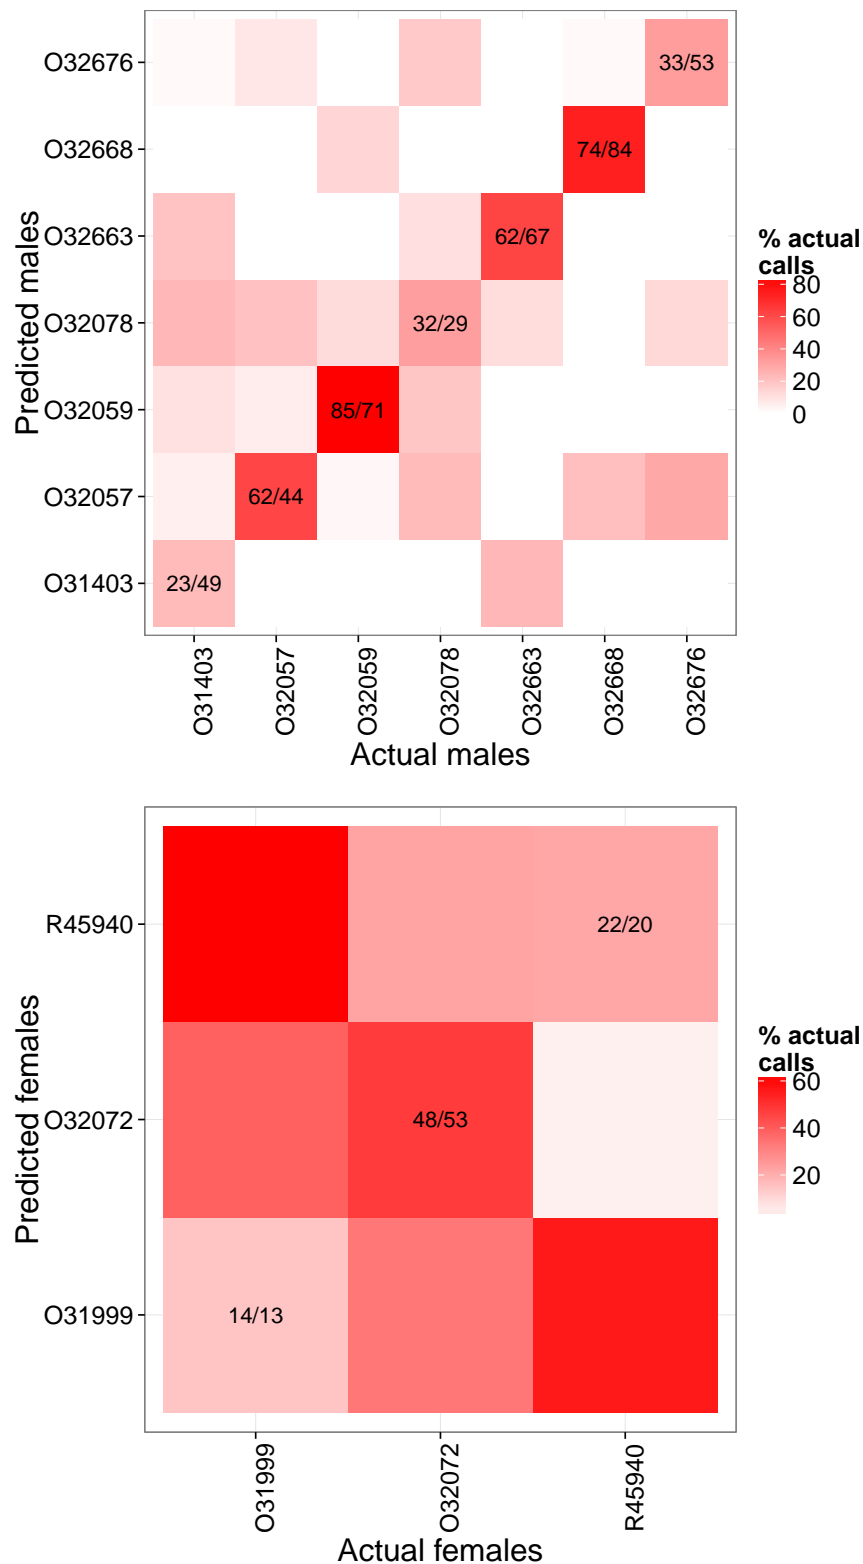 O32676
33/53
O32668
74/84
O32663
62/67
O32078
32/29
O32059
85/71
O32057
62/44
O31403
23/49
Predicted males
O31403
O32057
O32059
O32078
O32663
O32668
O32676
Actual males
% actual
calls
80
60
40
20
0
R45940
22/20
O32072
48/53
O31999
14/13
Predicted females
O31999
O32072
R45940
Actual females
% actual
calls
60
40
20